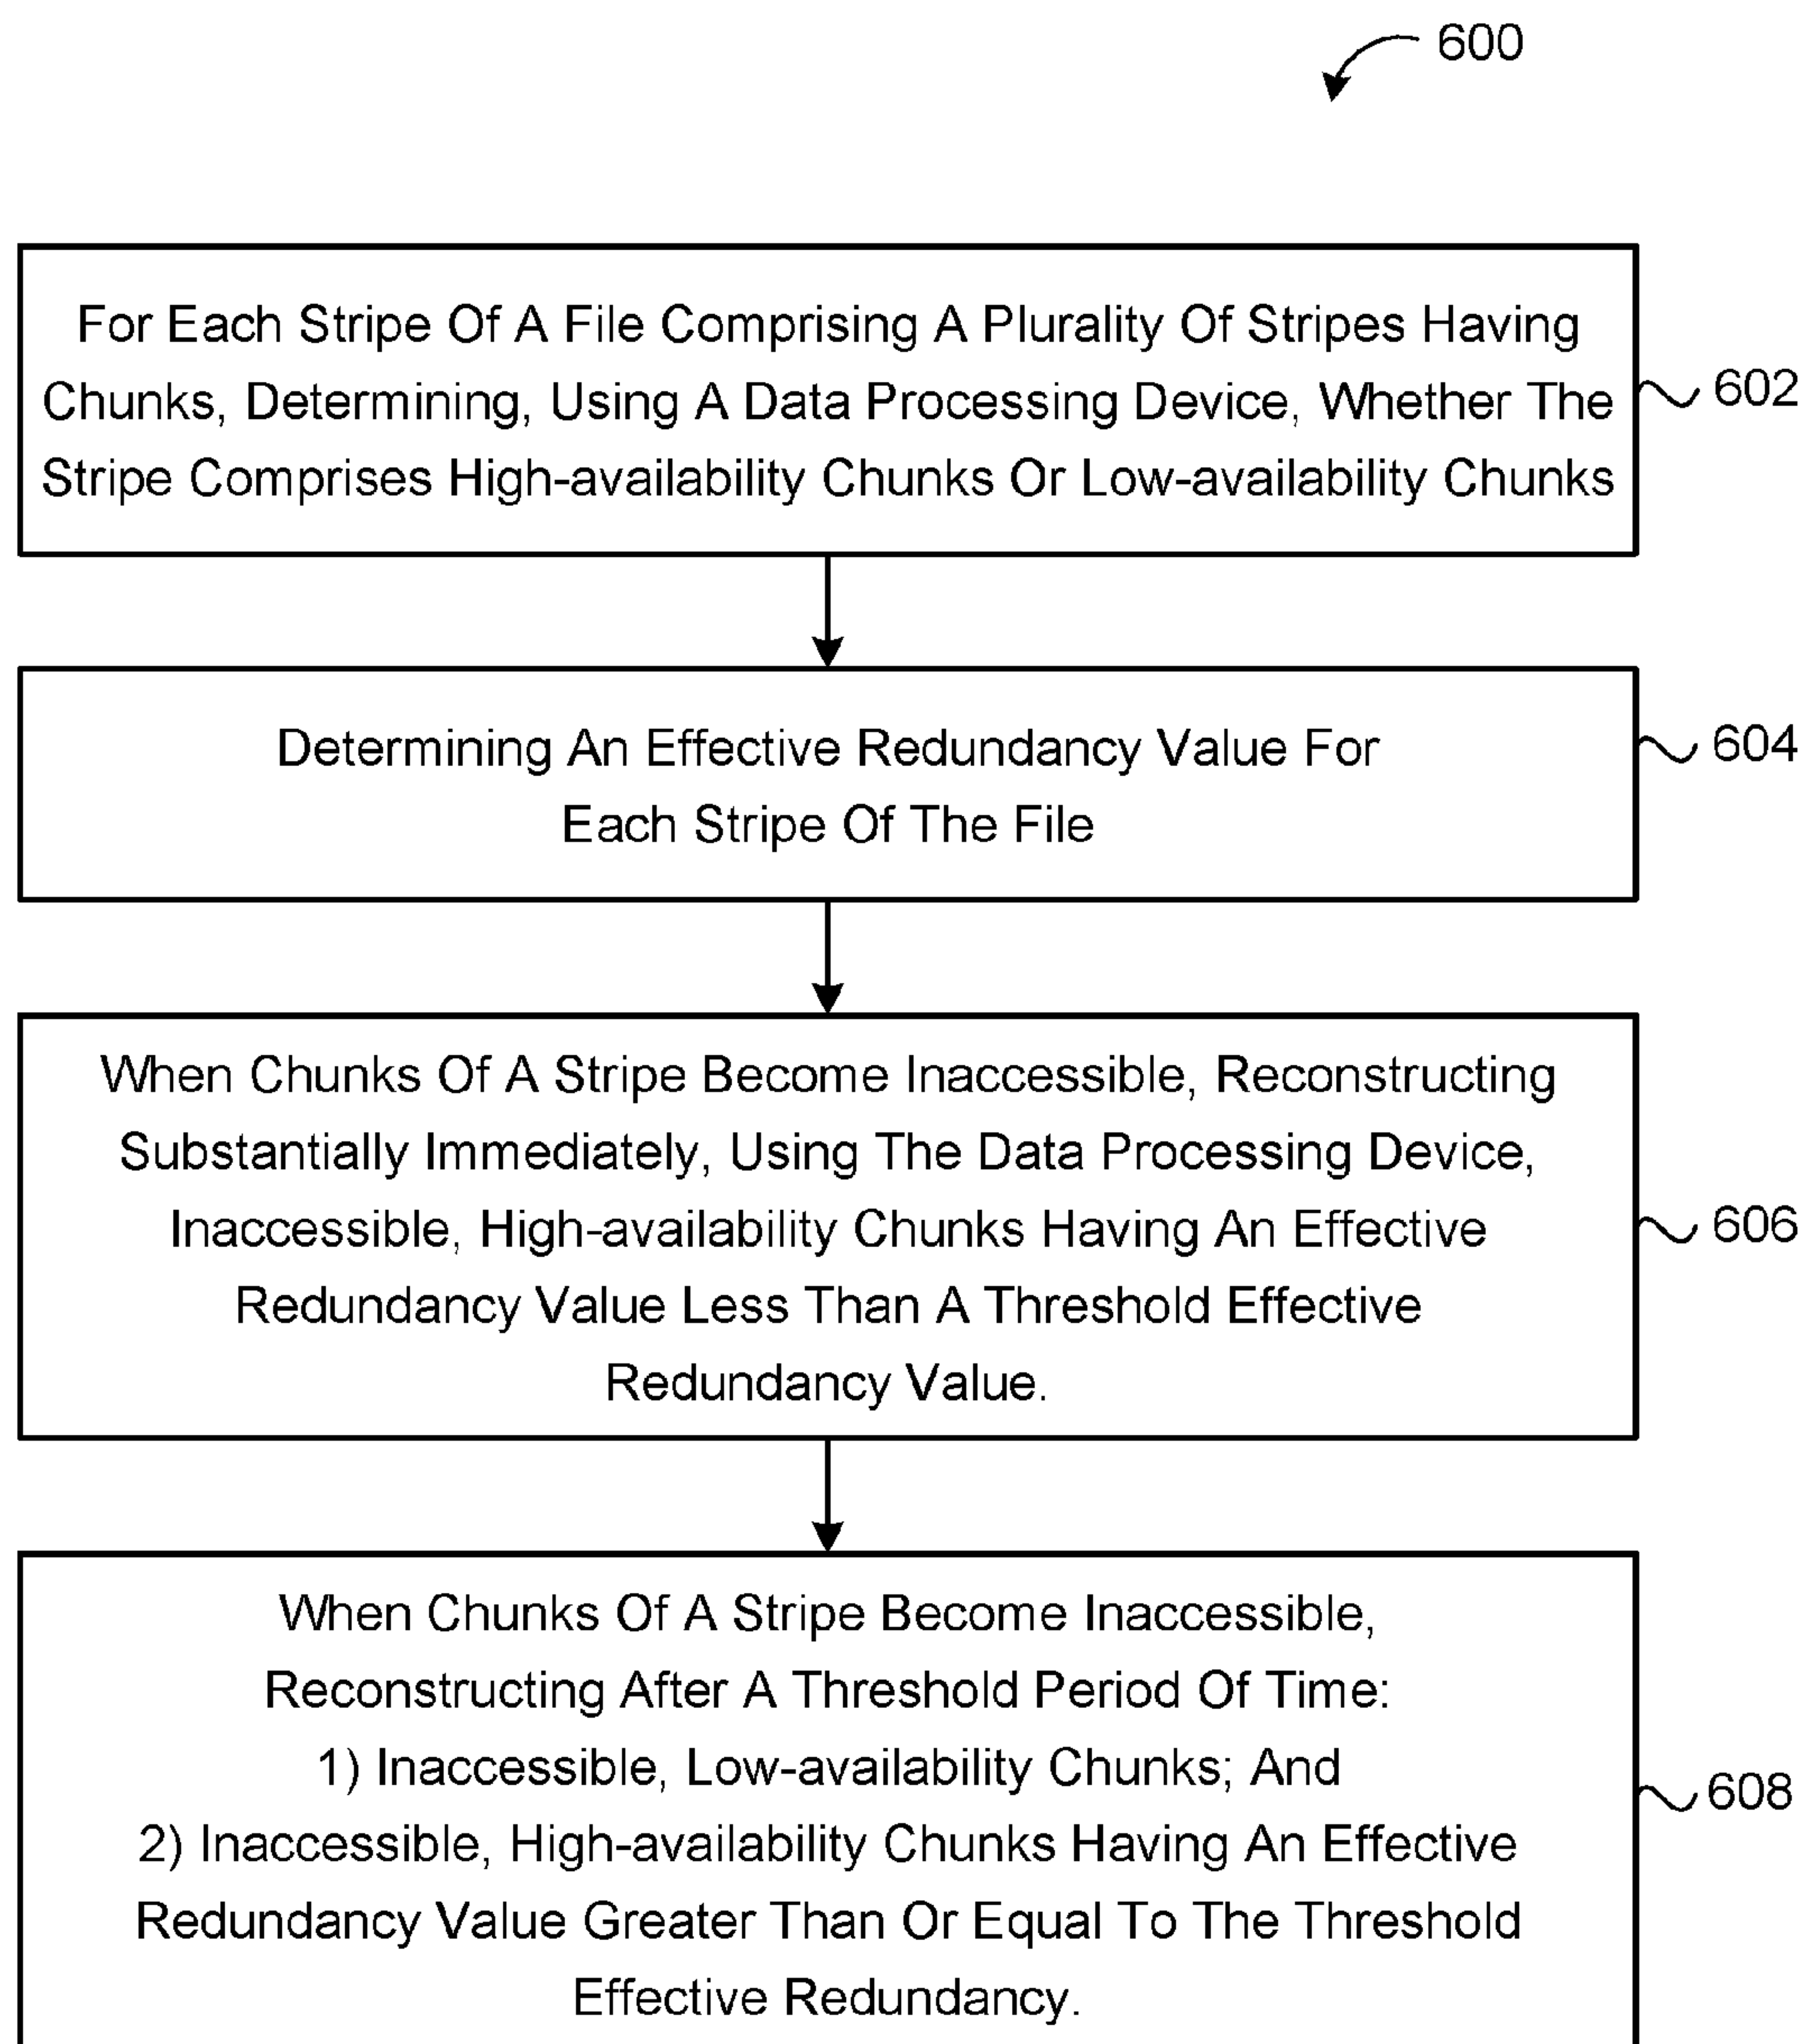 600
For Each Stripe Of A File Comprising A Plurality Of Stripes Having
Chunks, Determining, Using A Data Processing Device, Whether The
Stripe Comprises High-availability Chunks Or Low-availability Chunks
602
Determining An Effective Redundancy Value For
Each Stripe Of The File
604
When Chunks Of A Stripe Become Inaccessible, Reconstructing
Substantially Immediately, Using The Data Processing Device,
Inaccessible, High-availability Chunks Having An Effective
Redundancy Value Less Than A Threshold Effective
Redundancy Value.
606
When Chunks Of A Stripe Become Inaccessible,
Reconstructing After A Threshold Period Of Time:
1) Inaccessible, Low-availability Chunks; And
2) Inaccessible, High-availability Chunks Having An Effective
Redundancy Value Greater Than Or Equal To The Threshold
Effective Redundancy.
608